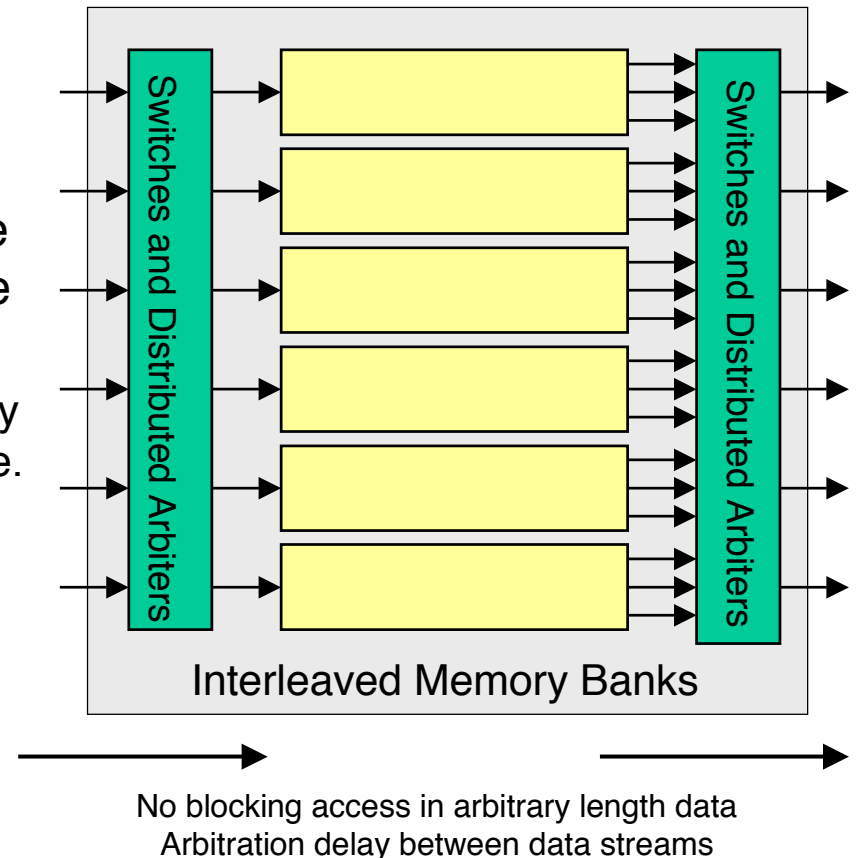 Switches and Distributed Arbiters
Switches and Distributed Arbiters
e.
Interleaved Memory Banks
No blocking access in arbitrary length data
Arbitration delay between data streams